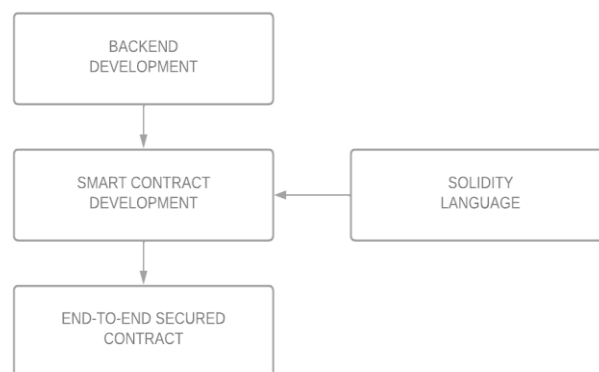 BACKEND
DEVELOPMENT
SMART CONTRACT
DEVELOPMENT
SOLIDITY
LANGUAGE
END-TO-END SECURED
CONTRACT